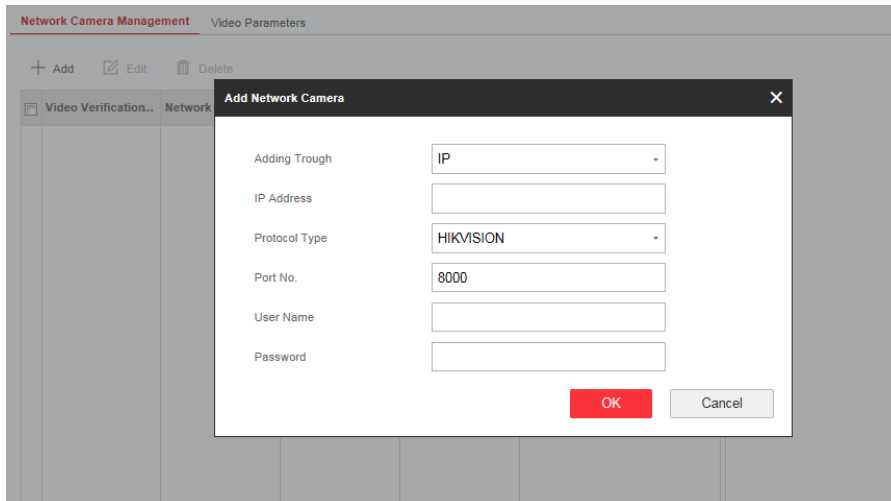 Network Camera Management Video Parameters
Add Edit Delete
Video Verification... Network
Add Network Camera
Adding Trough IP
IP Address
Protocol Type HIKVISION
Port No. 8000
User Name
Password
OK Cancel